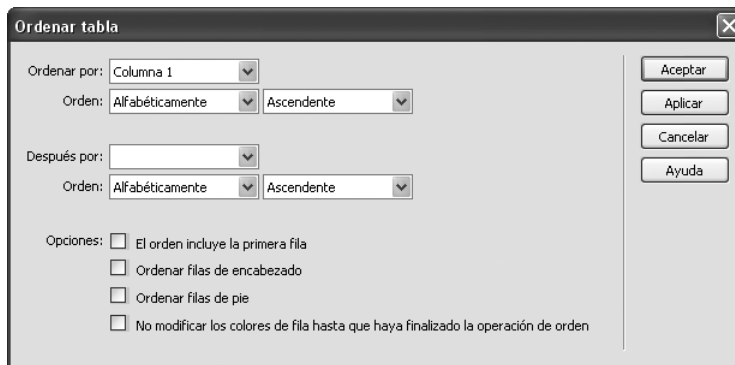 Ordenar tabla
Ordenar por: Columna 1
Orden: Alfabéticamente Ascendente
Después por:
Orden: Alfabéticamente Ascendente
Opciones: El orden incluye la primera fila
Ordenar filas de encabezado
Ordenar filas de pie
No modificar los colores de fila hasta que haya finalizado la operación de orden
Aceptar
Aplicar
Cancelar
Ayuda